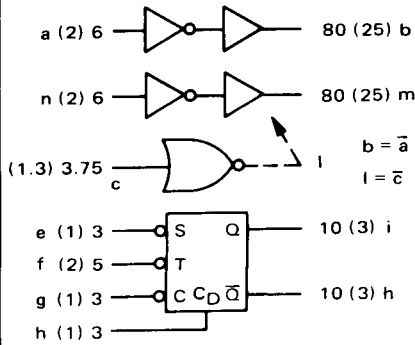 a (2) 6 80 (25) b
n (2) 6 80 (25) m
(1.3) 3.75 c l b = a̅
l = c̅
e (1) 3 S Q 10 (3) i
f (2) 5 T
g (1) 3 C C_D Q̅ 10 (3) h
h (1) 3